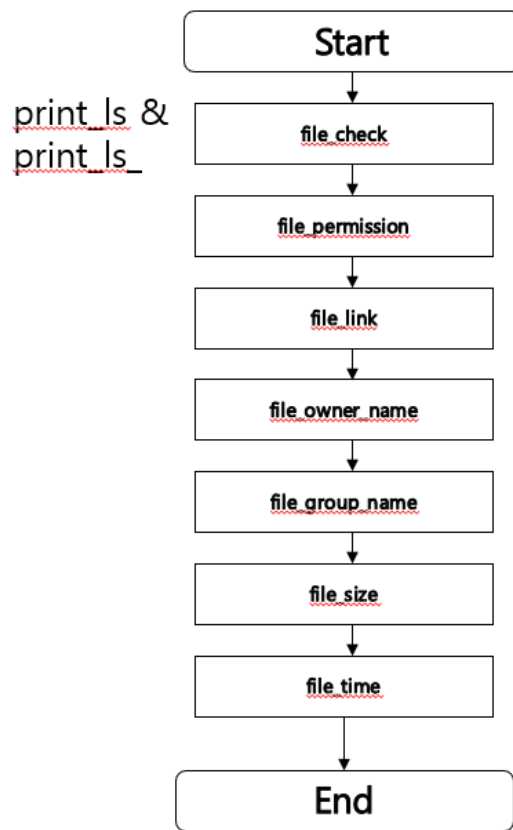 Start
print_ls &
print_ls_
file_check
file_permission
file_link
file_owner_name
file_group_name
file_size
file_time
End